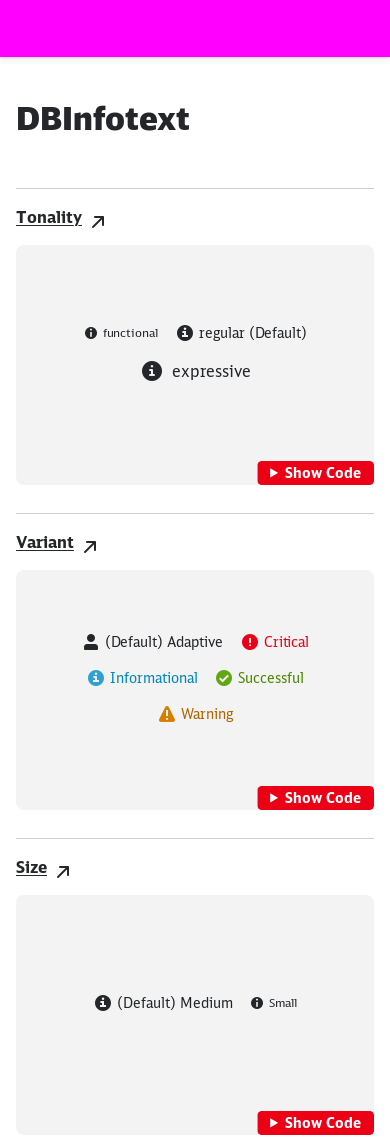 DBInfotext
Tonality
functional regular (Default)
expressive
Show Code
Variant
(Default) Adaptive Critical
Informational Successful
Warning
Show Code
Size
(Default) Medium Small
Show Code